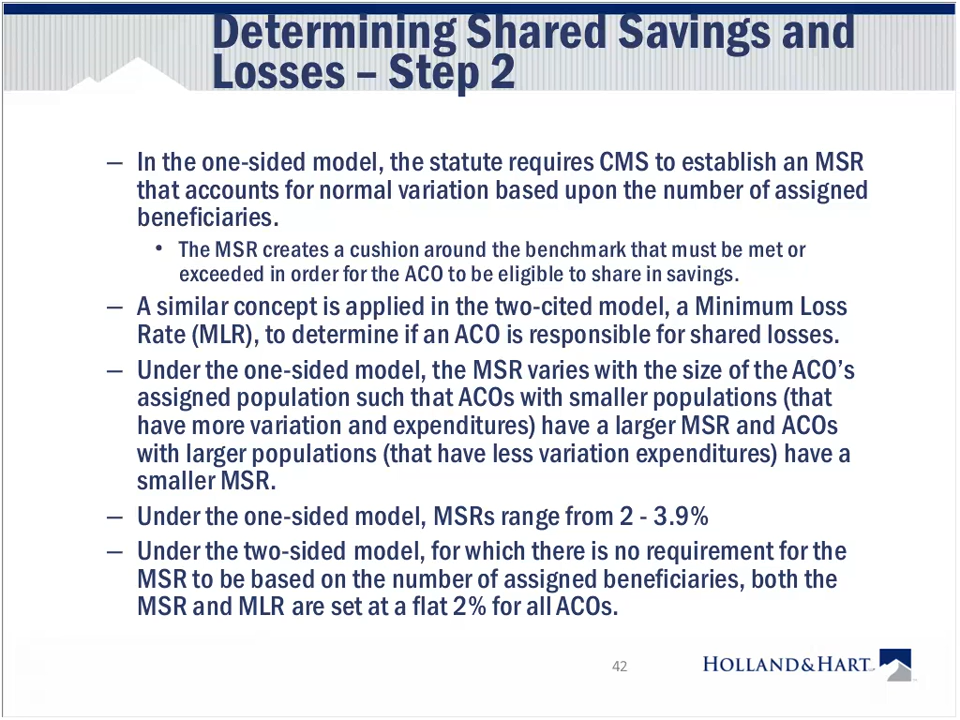 Determining Shared Savings and
Losses – Step 2
– In the one-sided model, the statute requires CMS to establish an MSR
that accounts for normal variation based upon the number of assigned
beneficiaries.
• The MSR creates a cushion around the benchmark that must be met or
exceeded in order for the ACO to be eligible to share in savings.
– A similar concept is applied in the two-cited model, a Minimum Loss
Rate (MLR), to determine if an ACO is responsible for shared losses.
– Under the one-sided model, the MSR varies with the size of the ACO’s
assigned population such that ACOs with smaller populations (that
have more variation and expenditures) have a larger MSR and ACOs
with larger populations (that have less variation expenditures) have a
smaller MSR.
– Under the one-sided model, MSRs range from 2 - 3.9%
– Under the two-sided model, for which there is no requirement for the
MSR to be based on the number of assigned beneficiaries, both the
MSR and MLR are set at a flat 2% for all ACOs.
42
HOLLAND&HART